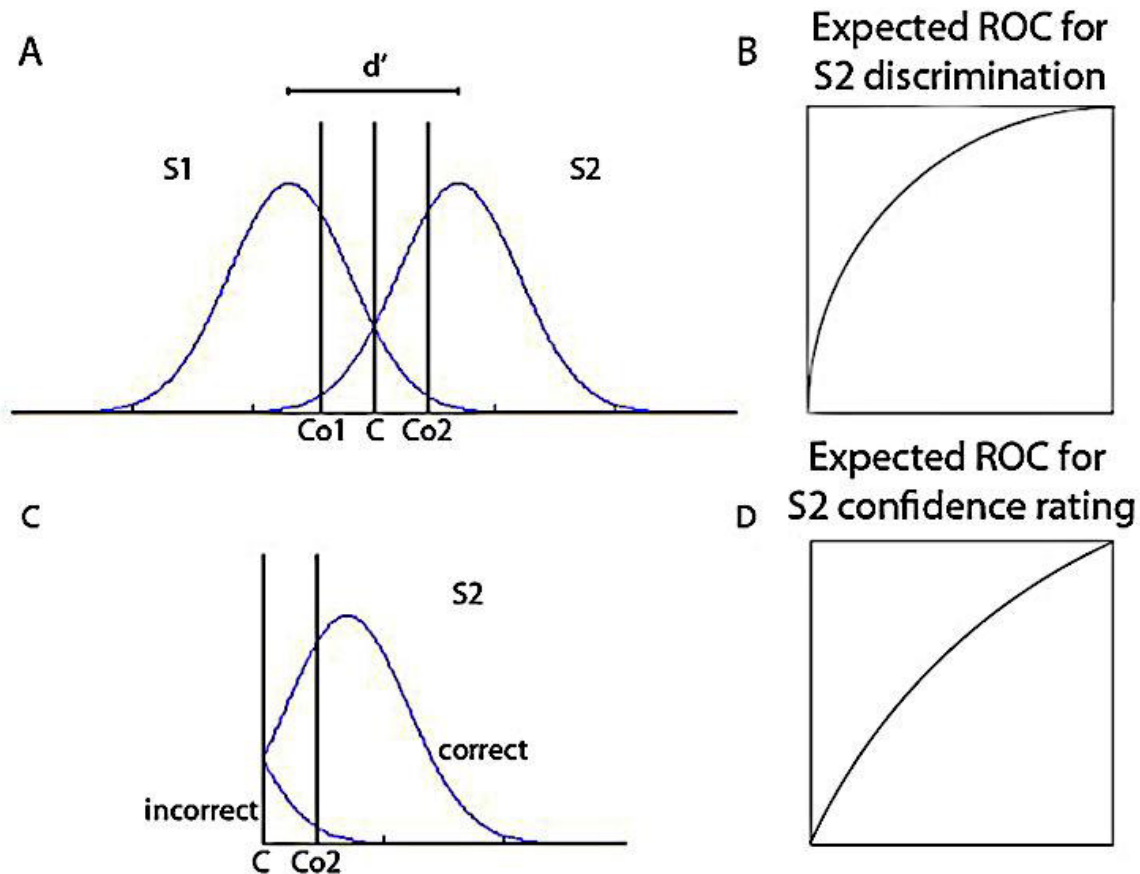 A
d'
S1
S2
Co1 C Co2
B
Expected ROC for
S2 discrimination
C
S2
correct
incorrect
C Co2
D
Expected ROC for
S2 confidence rating